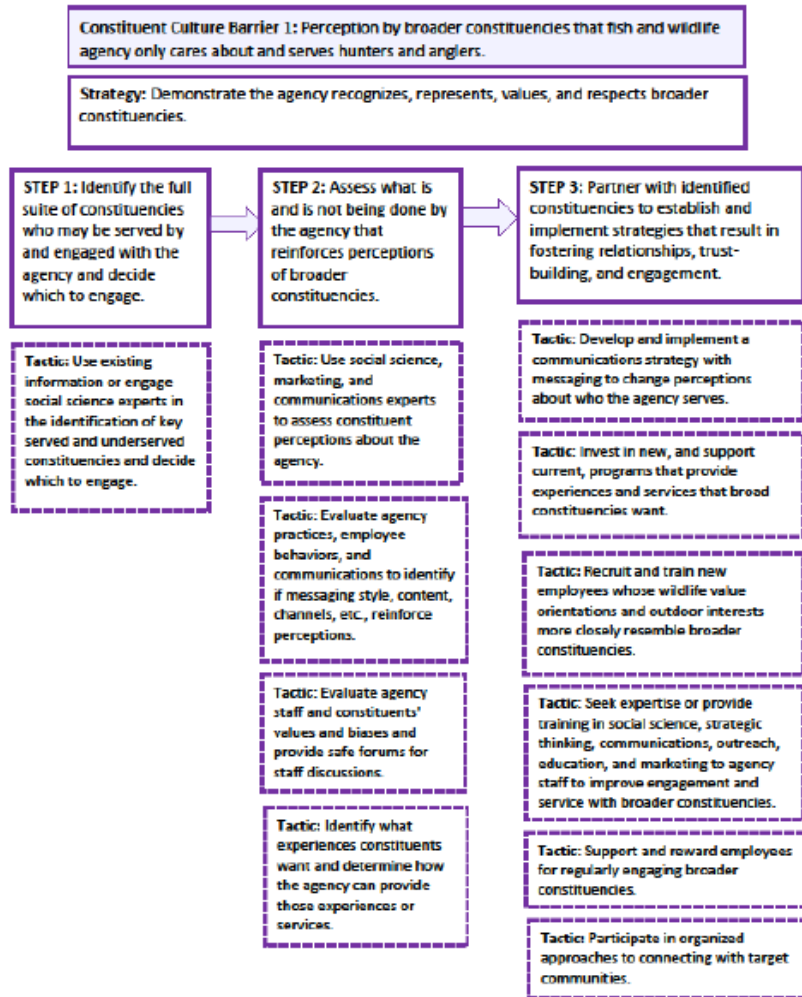 Constituent Culture Barrier 1: Perception by broader constituencies that fish and wildlife
agency only cares about and serves hunters and anglers.
Strategy: Demonstrate the agency recognizes, represents, values, and respects broader
constituencies.
STEP 1: Identify the full
suite of constituencies
who may be served by
and engaged with the
agency and decide
which to engage.
Tactic: Use existing
information or engage
social science experts
in the identification of key
served and underserved
constituencies and decide
which to engage.
STEP 2: Assess what is
and is not being done by
the agency that
reinforces perceptions
of broader
constituencies.
Tactic: Use social science,
marketing, and
communications experts
to assess constituent
perceptions about the
agency.
Tactic: Evaluate agency
practices, employee
behaviors, and
communications to identify
if messaging style, content,
channels, etc., reinforce
perceptions.
Tactic: Evaluate agency
staff and constituents'
values and biases and
provide safe forums for
staff discussions.
Tactic: Identify what
experiences constituents
want and determine how
the agency can provide
those experiences or
services.
STEP 3: Partner with identified
constituencies to establish and
implement strategies that result in
fostering relationships, trust-
building, and engagement.
Tactic: Develop and implement a
communications strategy with
messaging to change perceptions
about who the agency serves.
Tactic: Invest in new, and support
current, programs that provide
experiences and services that broad
constituencies want.
Tactic: Recruit and train new
employees whose wildlife value
orientations and outdoor interests
more closely resemble broader
constituencies.
Tactic: Seek expertise or provide
training in social science, strategic
thinking, communications, outreach,
education, and marketing to agency
staff to improve engagement and
service with broader constituencies.
Tactic: Support and reward employees
for regularly engaging broader
constituencies.
Tactic: Participate in organized
approaches to connecting with target
communities.